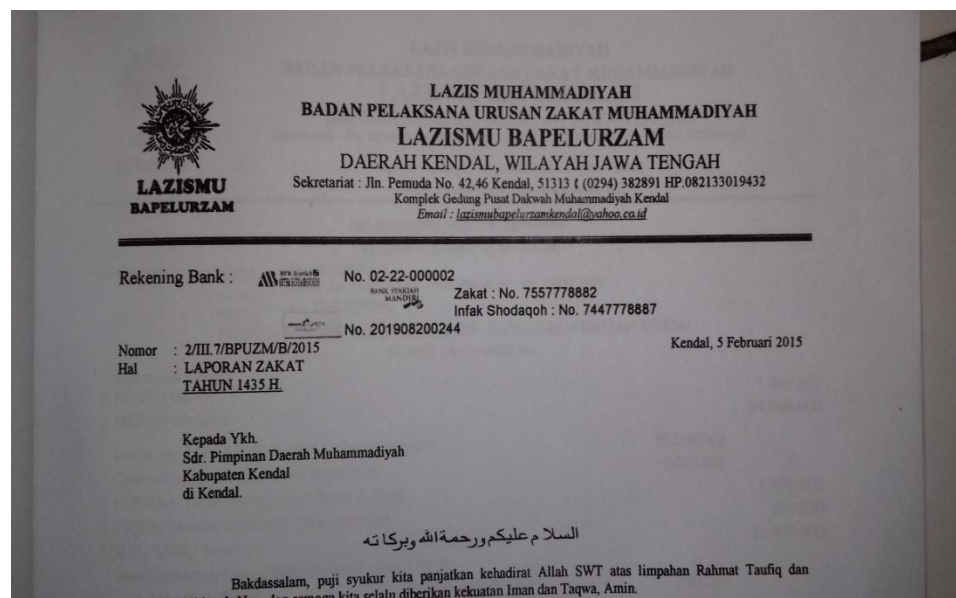 LAZIS MUHAMMADIYAH
BADAN PELAKSANA URUSAN ZAKAT MUHAMMADIYAH
LAZISMU BAPELURZAM
DAERAH KENDAL, WILAYAH JAWA TENGAH
Sekretariat : Jln. Pemuda No. 42,46 Kendal, 51313 t (0294) 382891 HP.082133019432
Komplek Gedung Pusat Dakwah Muhammadiyah Kendal
Email : lazismubapelurzamkendal@yahoo.co.id
LAZISMU
BAPELURZAM
Rekening Bank : No. 02-22-000002
BANK SYARIAH
MANDIRI
Zakat : No. 7557778882
Infak Shodaqoh : No. 7447778887
No. 201908200244
Nomor : 2/III.7/BPUZM/B/2015
Kendal, 5 Februari 2015
Hal : LAPORAN ZAKAT
TAHUN 1435 H.
Kepada Ykh.
Sdr. Pimpinan Daerah Muhammadiyah
Kabupaten Kendal
di Kendal.
السلام عليكم ورحمة الله وبركاته
Bakdassalam, puji syukur kita panjatkan kehadirat Allah SWT atas limpahan Rahmat Taufiq dan
kita selalu diberikan kekuatan Iman dan Taqwa, Amin.